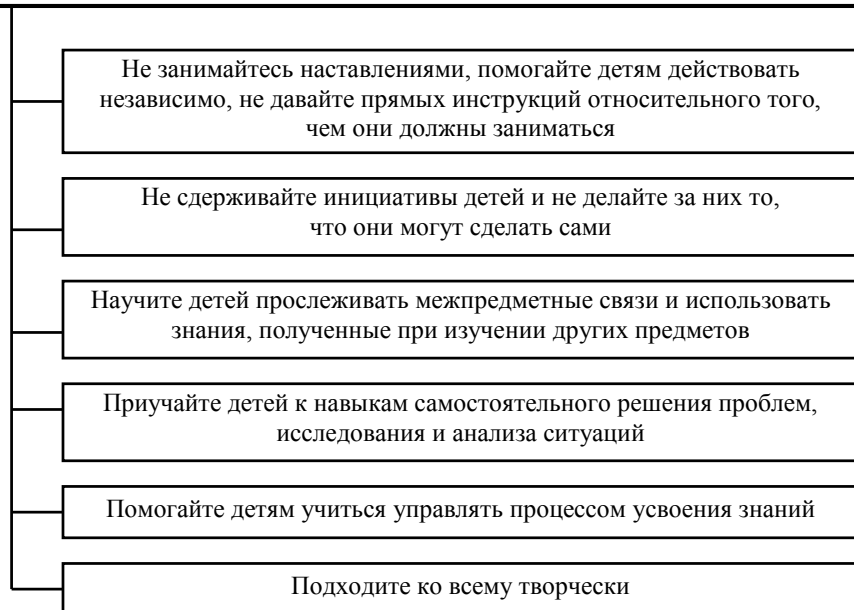 Не занимайтесь наставлениями, помогайте детям действовать
независимо, не давайте прямых инструкций относительного того,
чем они должны заниматься
Не сдерживайте инициативы детей и не делайте за них то,
что они могут сделать сами
Научите детей прослеживать межпредметные связи и использовать
знания, полученные при изучении других предметов
Приучайте детей к навыкам самостоятельного решения проблем,
исследования и анализа ситуаций
Помогайте детям учиться управлять процессом усвоения знаний
Подходите ко всему творчески